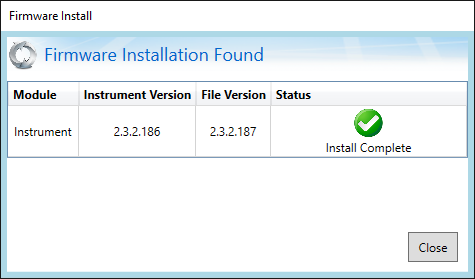 Firmware Install
Firmware Installation Found
Module Instrument Version File Version Status
Instrument 2.3.2.186 2.3.2.187 Install Complete
Close